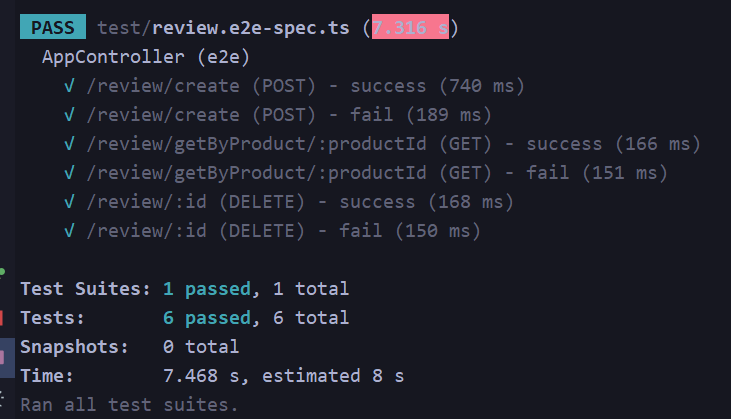 PASS test/review.e2e-spec.ts (7.316 s)
AppController (e2e)
√ /review/create (POST) - success (740 ms)
√ /review/create (POST) - fail (189 ms)
√ /review/getByProduct/:productId (GET) - success (166 ms)
√ /review/getByProduct/:productId (GET) - fail (151 ms)
√ /review/:id (DELETE) - success (168 ms)
√ /review/:id (DELETE) - fail (150 ms)
Test Suites: 1 passed, 1 total
Tests: 6 passed, 6 total
Snapshots: 0 total
Time: 7.468 s, estimated 8 s
Ran all test suites.